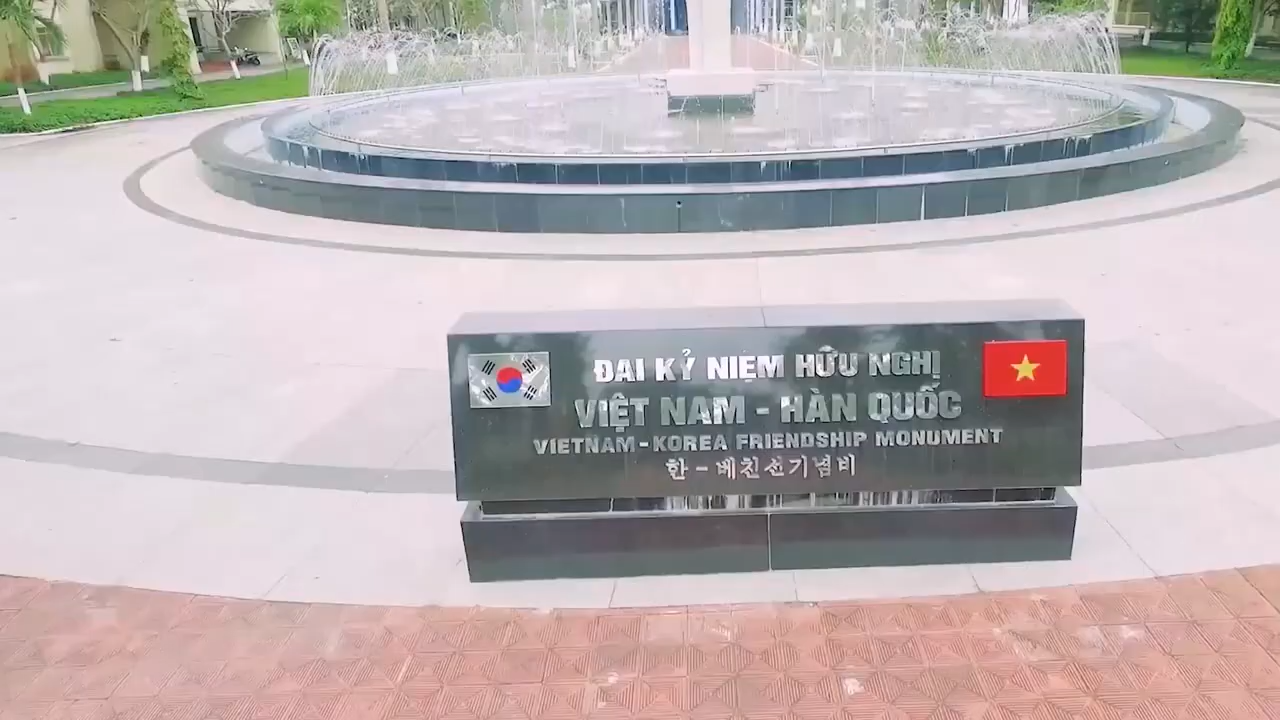 ĐÀI KỶ NIỆM HỮU NGHỊ
VIỆT NAM - HÀN QUỐC
VIETNAM - KOREA FRIENDSHIP MONUMENT
한 - 베친선기념비